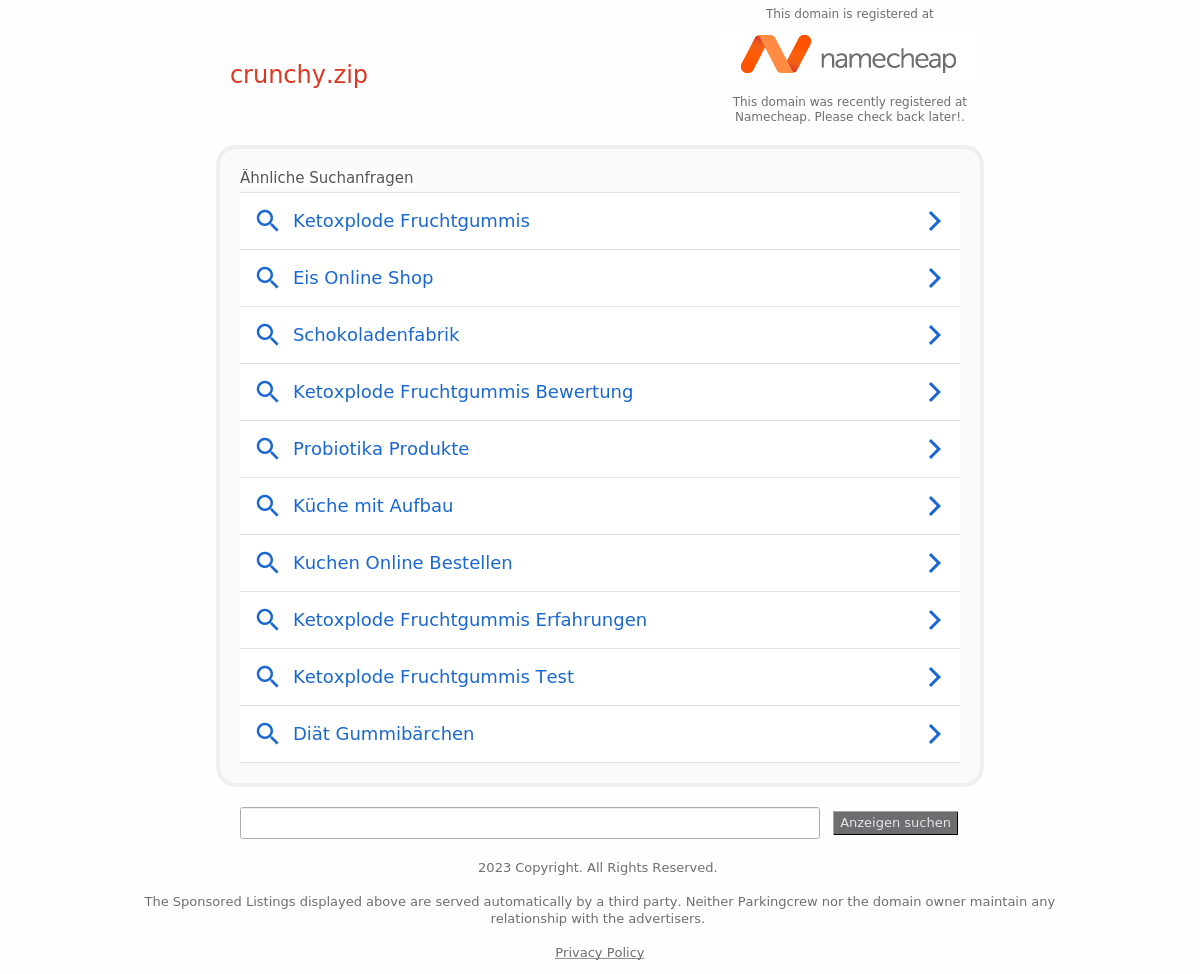 This domain is registered at
namecheap
crunchy.zip
This domain was recently registered at
Namecheap. Please check back later!.
Ähnliche Suchanfragen
Ketoxplode Fruchtgummis
Eis Online Shop
Schokoladenfabrik
Ketoxplode Fruchtgummis Bewertung
Probiotika Produkte
Küche mit Aufbau
Kuchen Online Bestellen
Ketoxplode Fruchtgummis Erfahrungen
Ketoxplode Fruchtgummis Test
Diät Gummibärchen
Anzeigen suchen
2023 Copyright. All Rights Reserved.
The Sponsored Listings displayed above are served automatically by a third party. Neither Parkingcrew nor the domain owner maintain any
relationship with the advertisers.
Privacy Policy